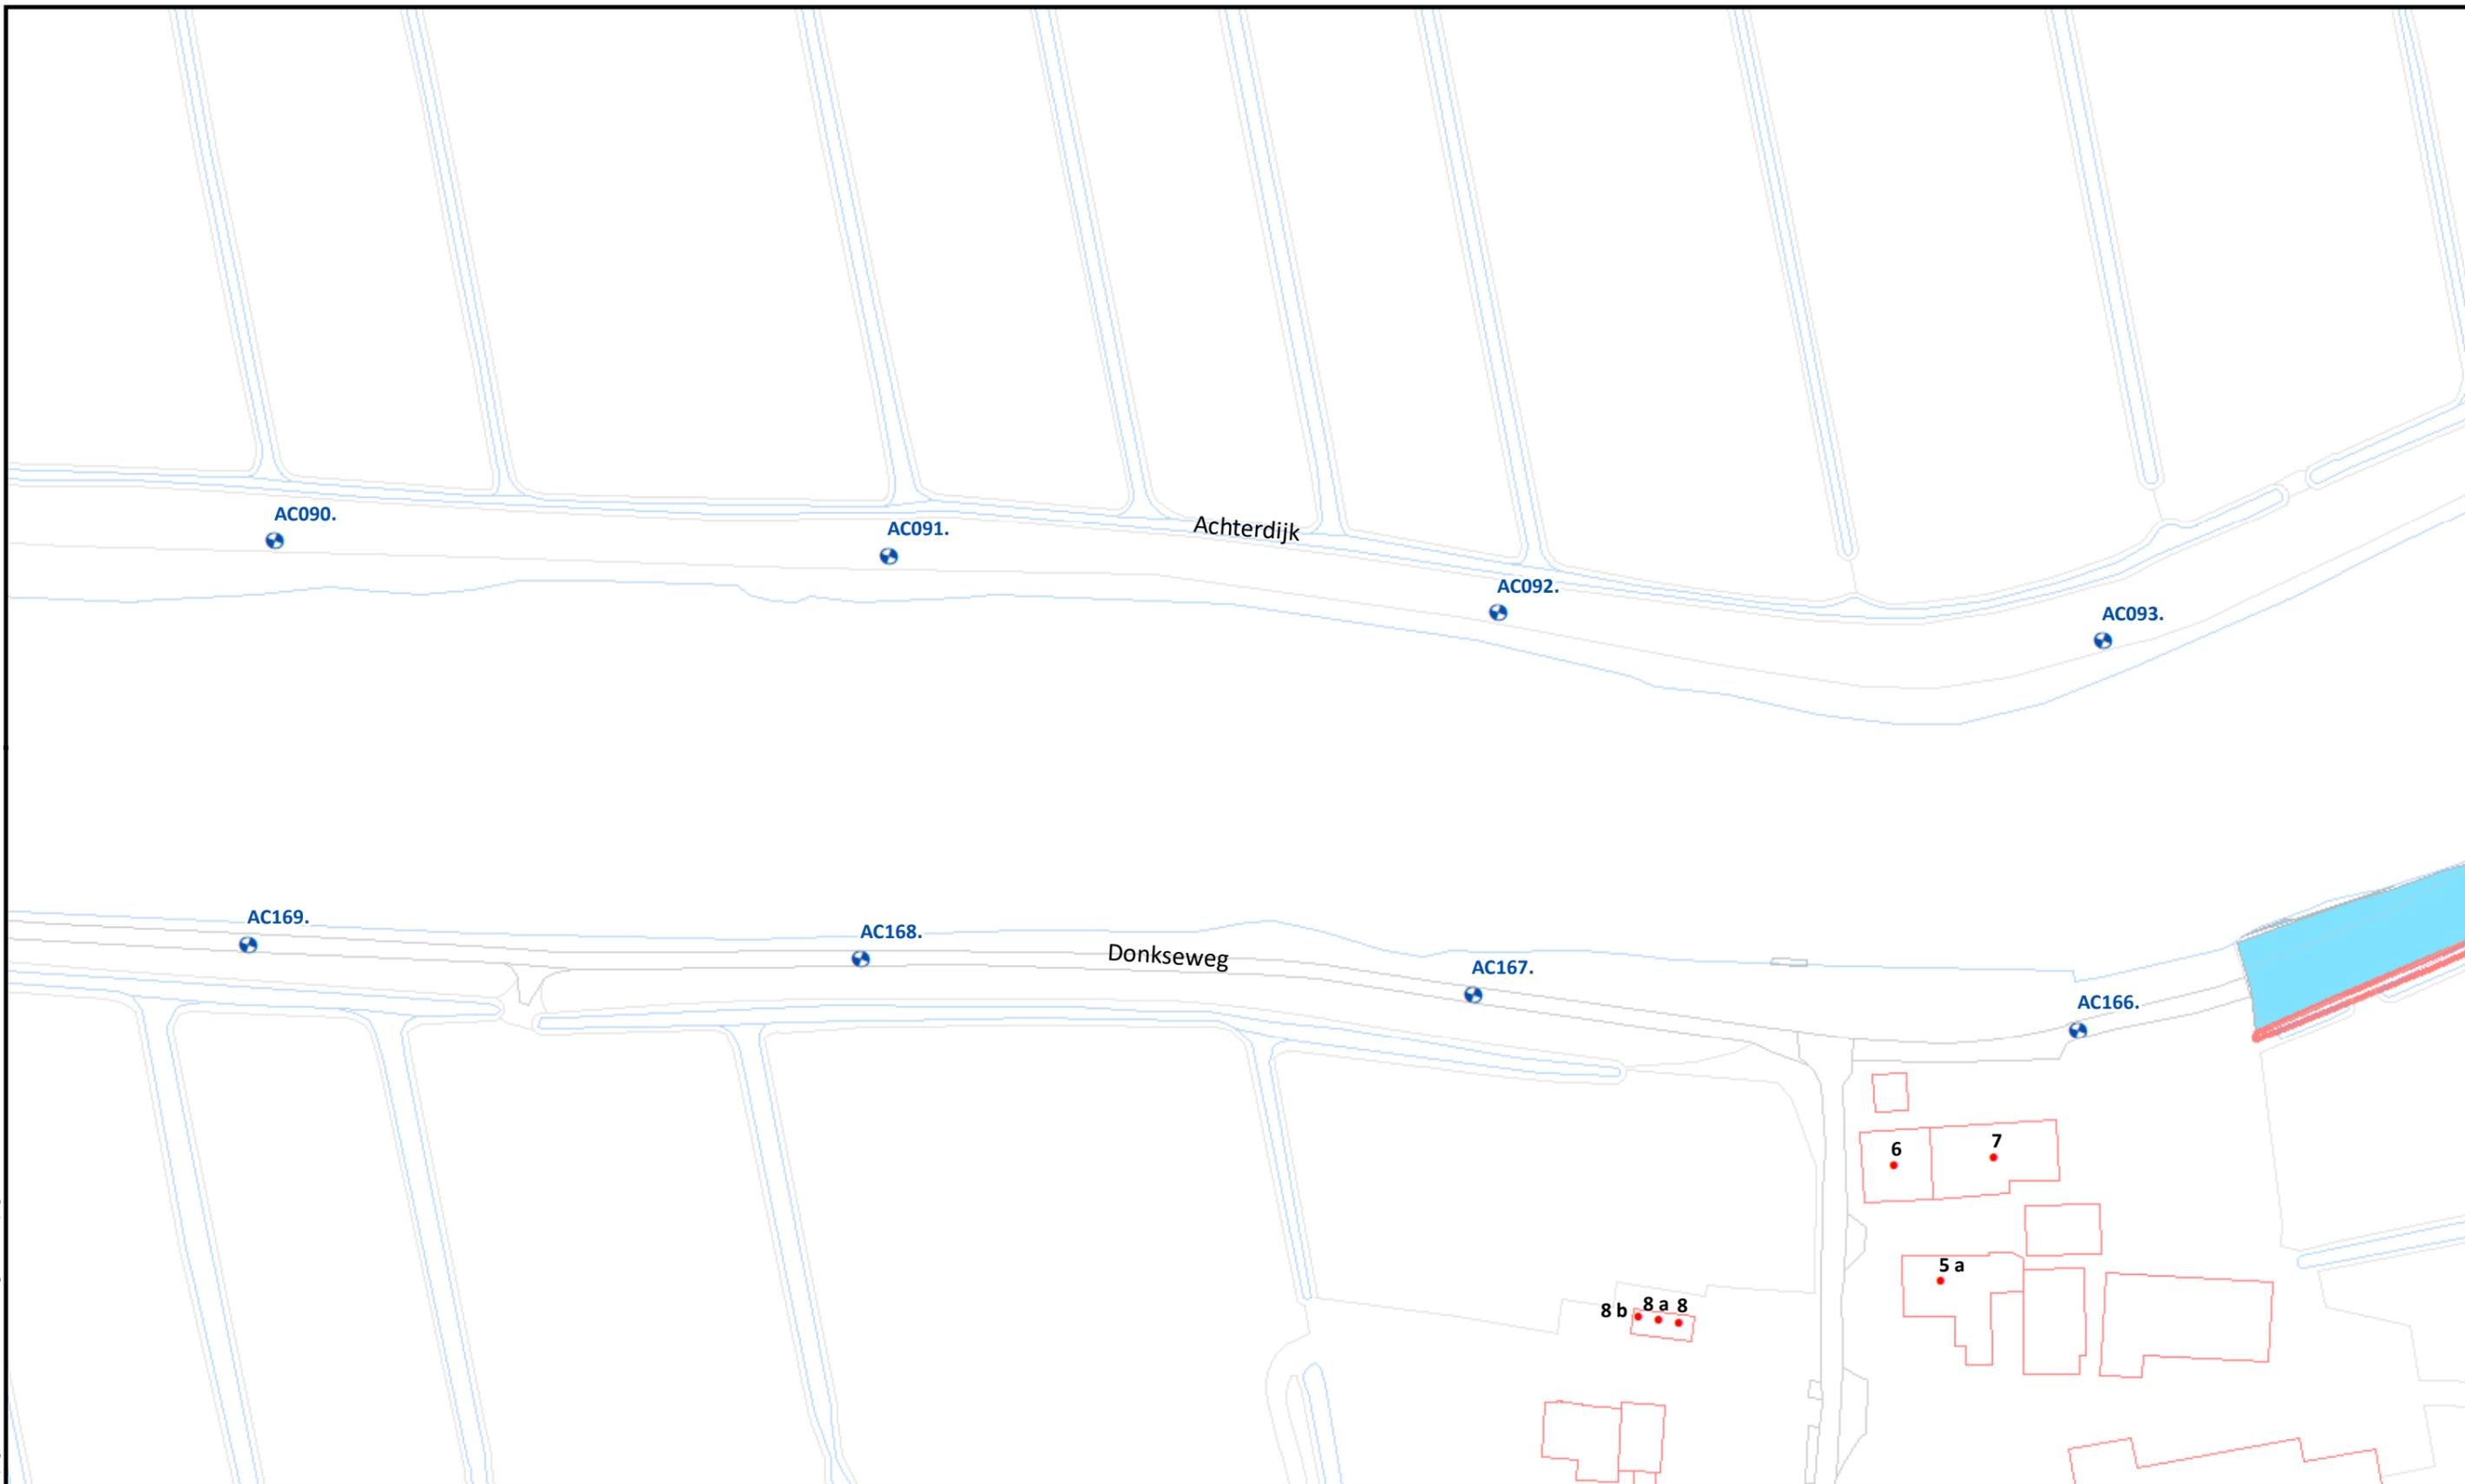 AC090.
AC091.
Achterdijk
AC092.
AC093.
AC169.
AC168.
Donkseweg
AC167.
AC166.
6
7
5 a
8 b
8 a
8